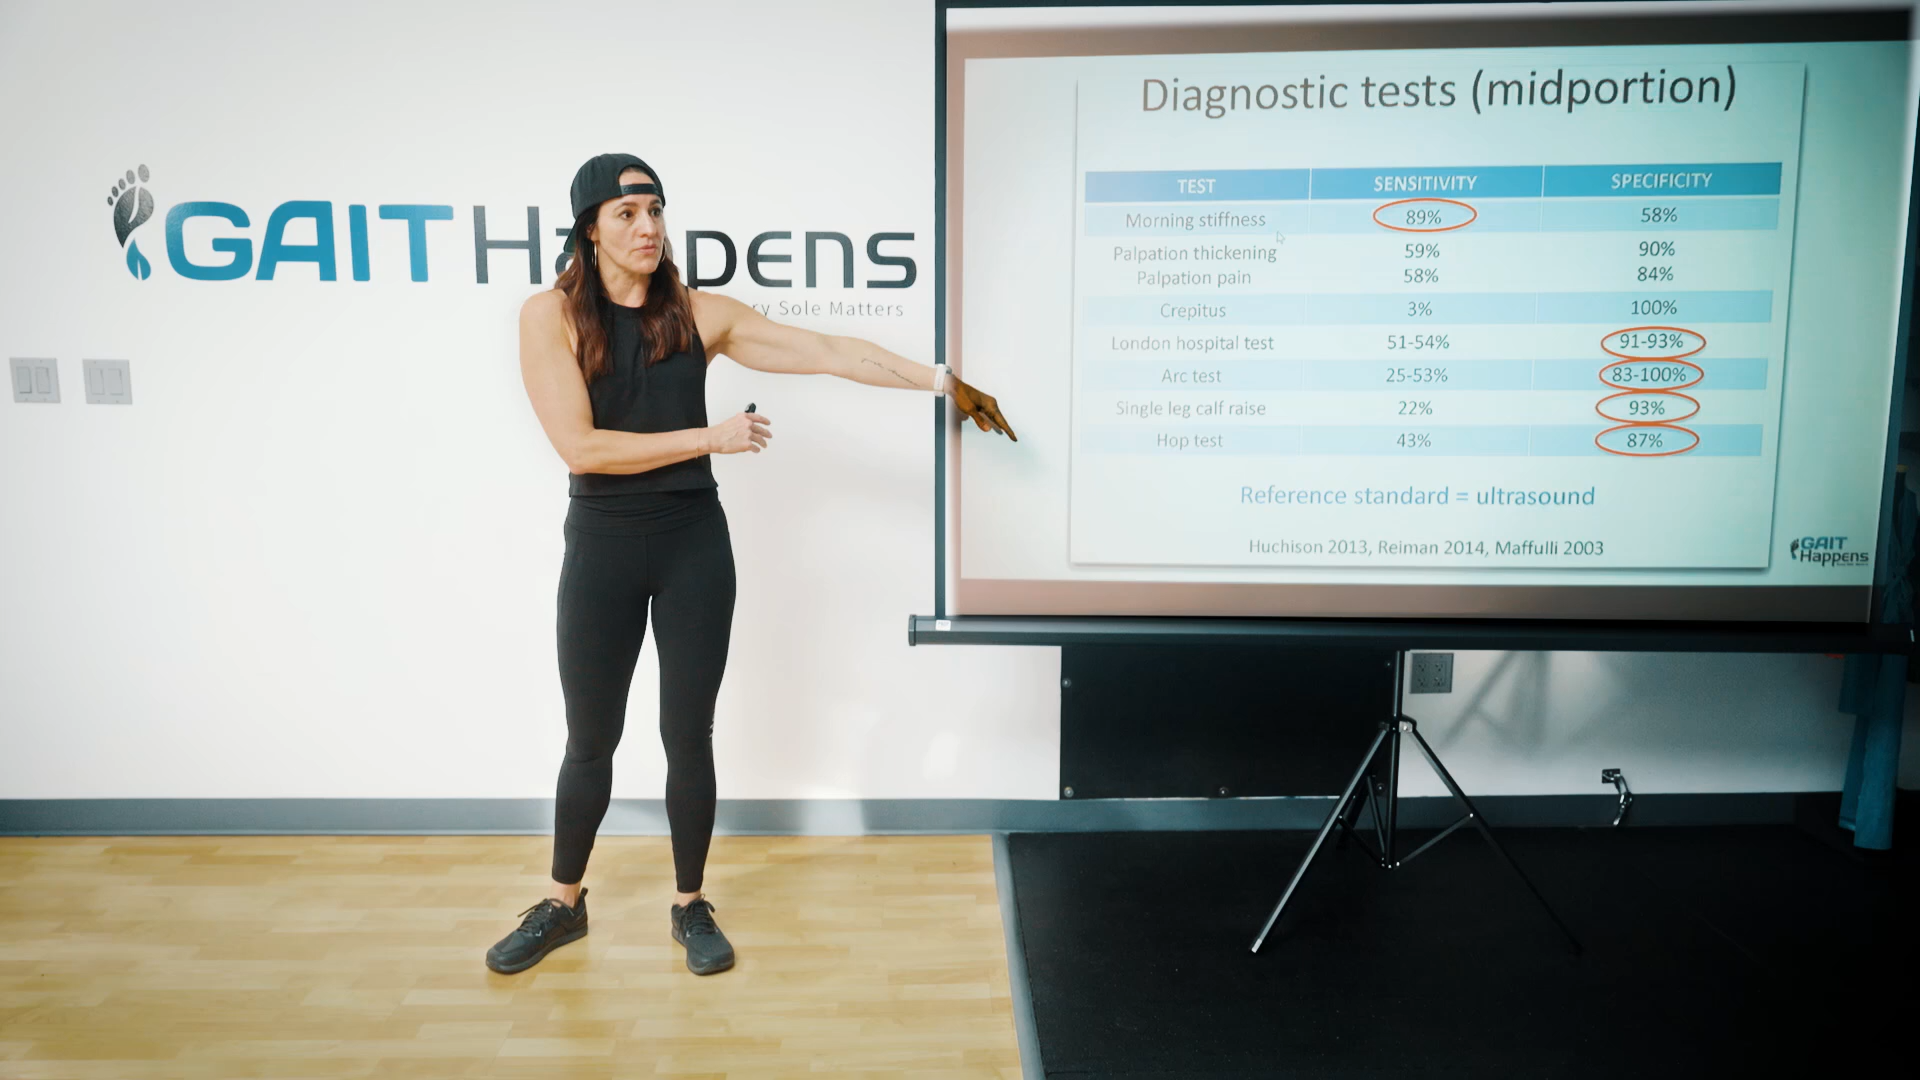 GAIT Happens
ry Sole Matters
Diagnostic tests (midportion)
TEST SENSITIVITY SPECIFICITY
Morning stiffness 89% 58%
Palpation thickening 59% 90%
Palpation pain 58% 84%
Crepitus 3% 100%
London hospital test 51-54% 91-93%
Arc test 25-53% 83-100%
Single leg calf raise 22% 93%
Hop test 43% 87%
Reference standard = ultrasound
Huchison 2013, Reiman 2014, Maffulli 2003
GAIT
Happens